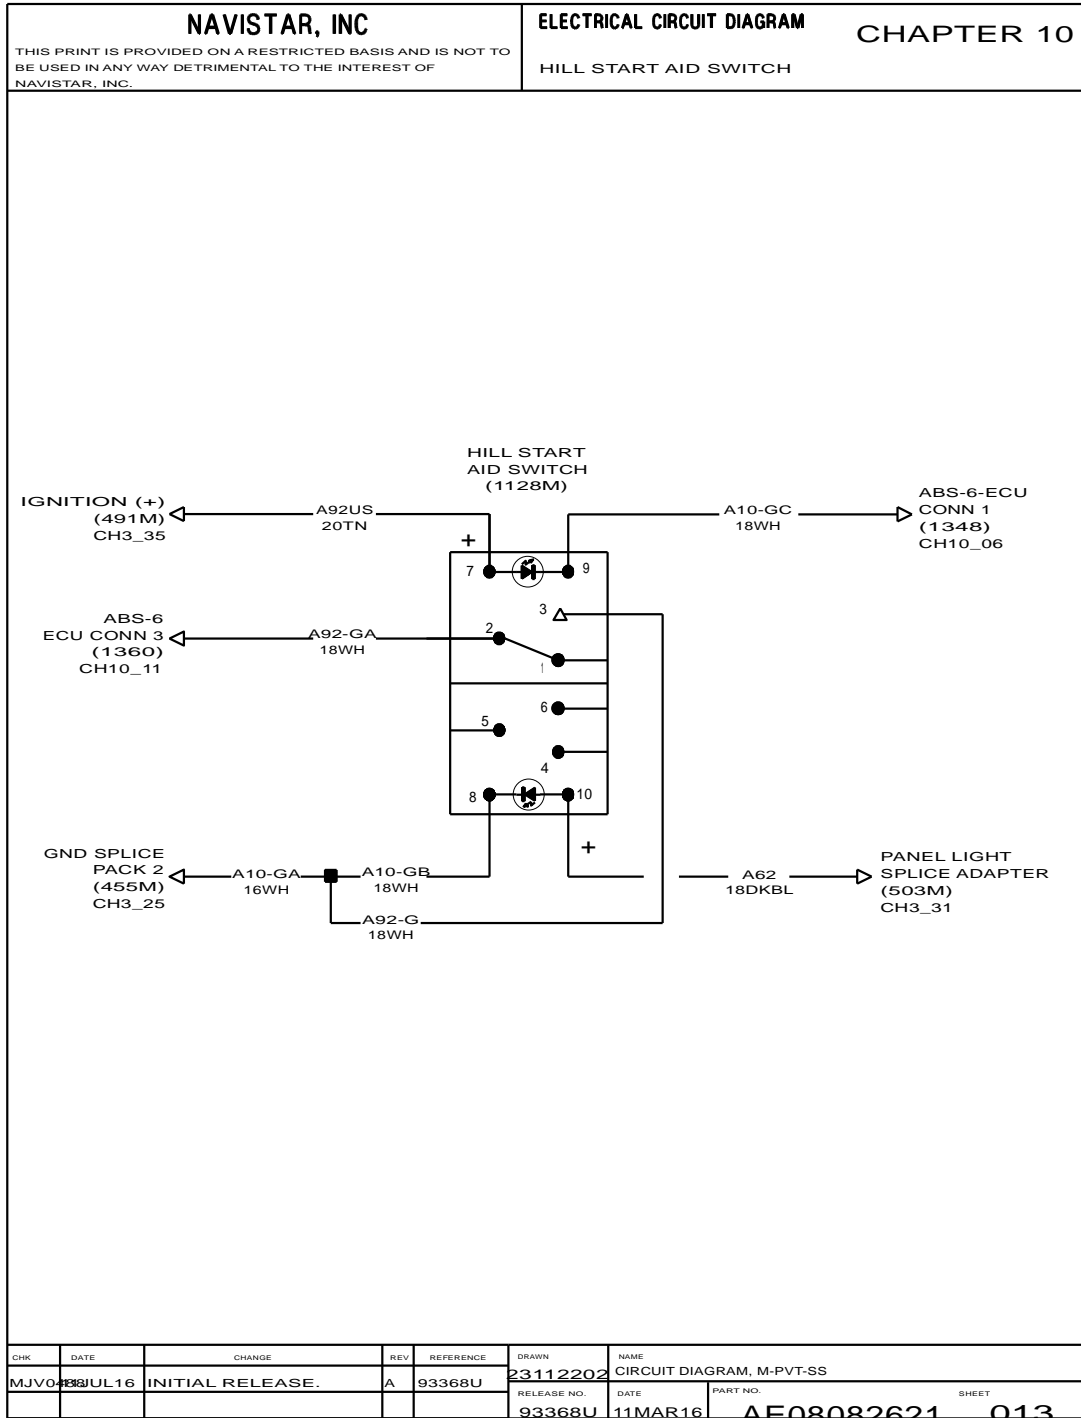 NAVISTAR, INC
THIS PRINT IS PROVIDED ON A RESTRICTED BASIS AND IS NOT TO
BE USED IN ANY WAY DETRIMENTAL TO THE INTEREST OF
NAVISTAR, INC.
ELECTRICAL CIRCUIT DIAGRAM
HILL START AID SWITCH
CHAPTER 10
HILL START
AID SWITCH
(1128M)
IGNITION (+)
(491M)
CH3_35
A92US
20TN
A10-GC
18WH
ABS-6-ECU
CONN 1
(1348)
CH10_06
+
7
9
3
ABS-6
ECU CONN 3
(1360)
CH10_11
A92-GA
18WH
2
1
6
5
4
8
10
+
GND SPLICE
PACK 2
(455M)
CH3_25
A10-GA
16WH
A10-GB
18WH
A92-G
18WH
A62
18DKBL
PANEL LIGHT
SPLICE ADAPTER
(503M)
CH3_31
CHK
DATE
CHANGE
REV
REFERENCE
DRAWN
NAME
INITIAL RELEASE.
A
93368U
23112202
CIRCUIT DIAGRAM, M-PVT-SS
RELEASE NO.
DATE
PART NO.
SHEET
93368U
11MAR16
AE08082621
013